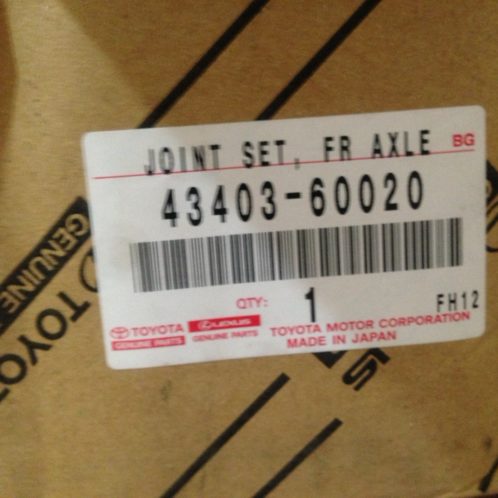 JOINT SET, FR AXLE BG
43403-60020
QTY: 1 FH12
TOYOTA LEXUS TOYOTA MOTOR CORPORATION
GENUINE PARTS GENUINE PARTS MADE IN JAPAN
TOYOTA
GENUINE